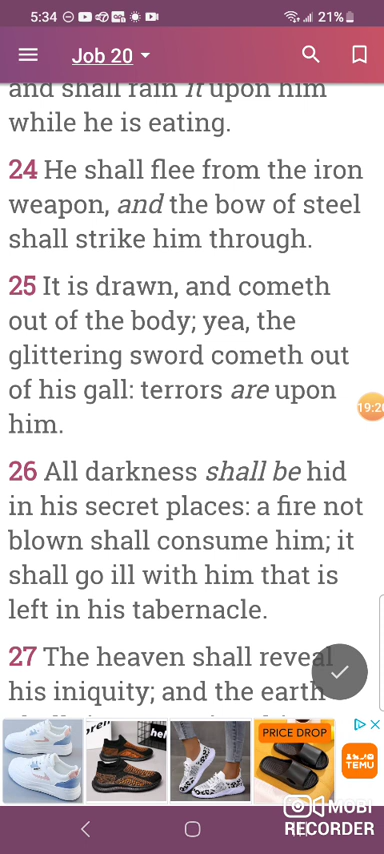 5:34
21%
Job 20
and shall rain it upon him
while he is eating.
24 He shall flee from the iron
weapon, and the bow of steel
shall strike him through.
25 It is drawn, and cometh
out of the body; yea, the
glittering sword cometh out
of his gall: terrors are upon
him.
19:20
26 All darkness shall be hid
in his secret places: a fire not
blown shall consume him; it
shall go ill with him that is
left in his tabernacle.
27 The heaven shall reveal
his iniquity; and the earth
PRICE DROP
TEMU
MOBI
RECORDER